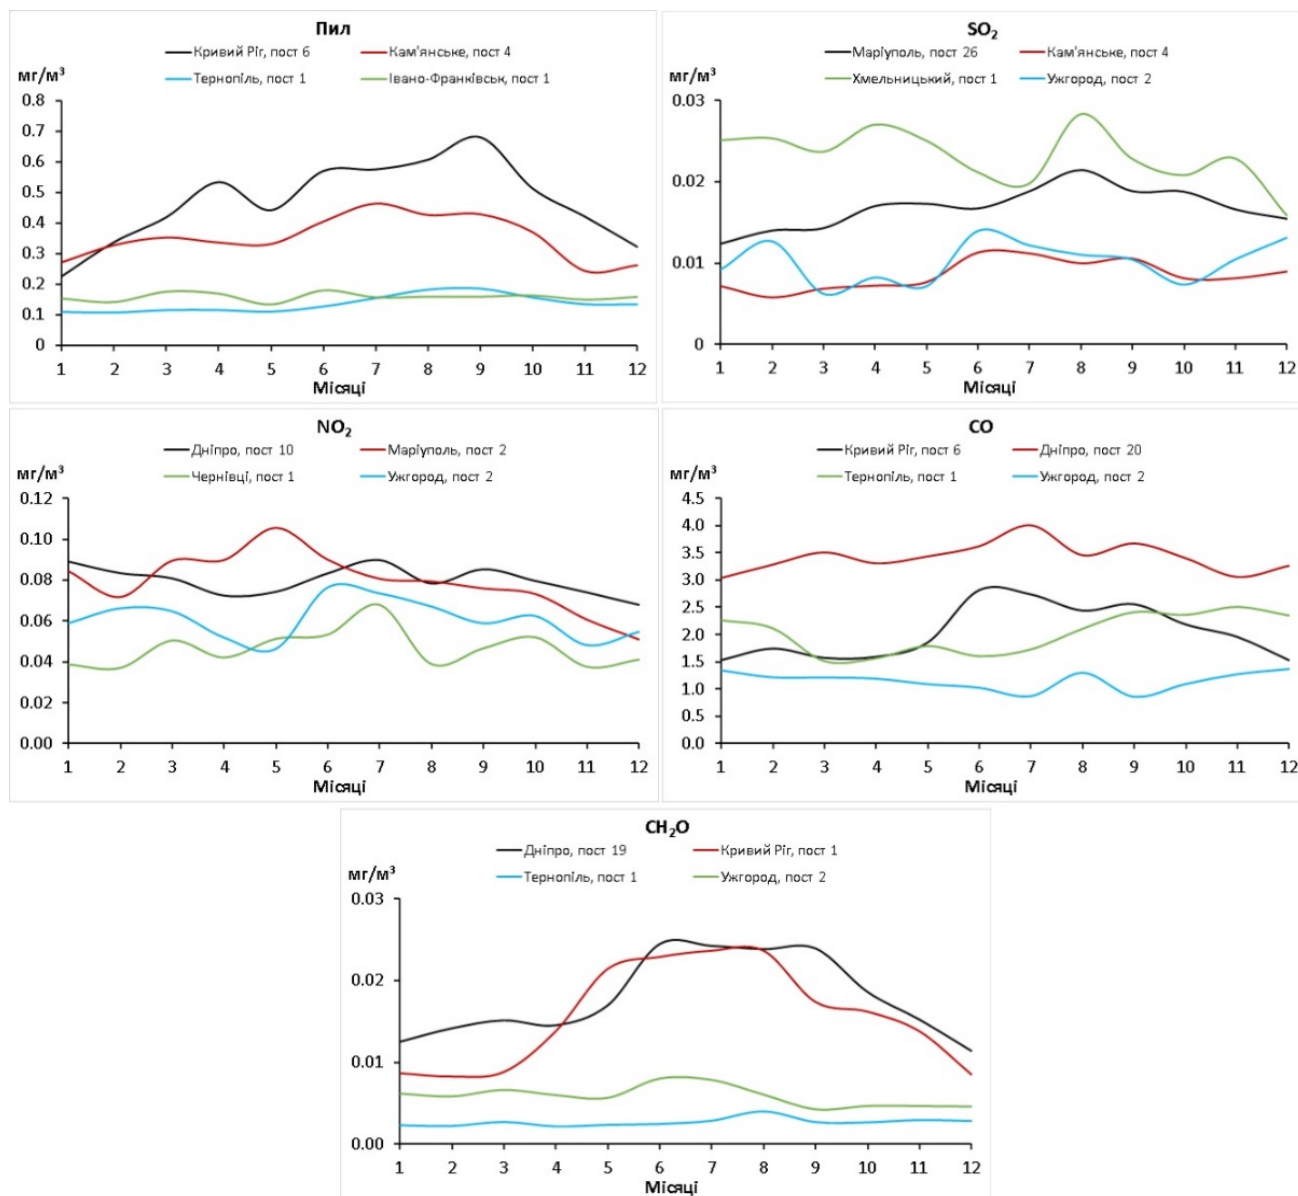 Пил
Кривий Ріг, пост 6 Кам'янське, пост 4
Тернопіль, пост 1 Івано-Франківськ, пост 1
мг/м³
0.8
0.7
0.6
0.5
0.4
0.3
0.2
0.1
0
1 2 3 4 5 6 7 8 9 10 11 12
Місяці
SO₂
Маріуполь, пост 26 Кам'янське, пост 4
Хмельницький, пост 1 Ужгород, пост 2
мг/м³
0.03
0.02
0.01
0
1 2 3 4 5 6 7 8 9 10 11 12
Місяці
NO₂
Дніпро, пост 10 Маріуполь, пост 2
Чернівці, пост 1 Ужгород, пост 2
мг/м³
0.12
0.10
0.08
0.06
0.04
0.02
0.00
1 2 3 4 5 6 7 8 9 10 11 12
Місяці
CO
Кривий Ріг, пост 6 Дніпро, пост 20
Тернопіль, пост 1 Ужгород, пост 2
мг/м³
4.5
4.0
3.5
3.0
2.5
2.0
1.5
1.0
0.5
0.0
1 2 3 4 5 6 7 8 9 10 11 12
Місяці
CH₂O
Дніпро, пост 19 Кривий Ріг, пост 1
Тернопіль, пост 1 Ужгород, пост 2
мг/м³
0.03
0.02
0.01
0.00
1 2 3 4 5 6 7 8 9 10 11 12
Місяці